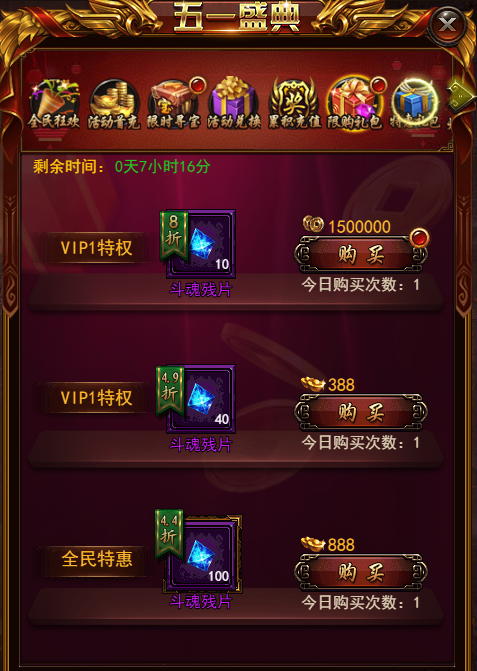 五一盛典
全民狂欢 活动首充 限时寻宝 活动兑换 累积充值 限购礼包 特惠礼包
剩余时间：0天7小时16分
8折
VIP1特权
10
斗魂残片
1500000
购买
今日购买次数：1
4.9折
VIP1特权
40
斗魂残片
388
购买
今日购买次数：1
4.4折
全民特惠
100
斗魂残片
888
购买
今日购买次数：1